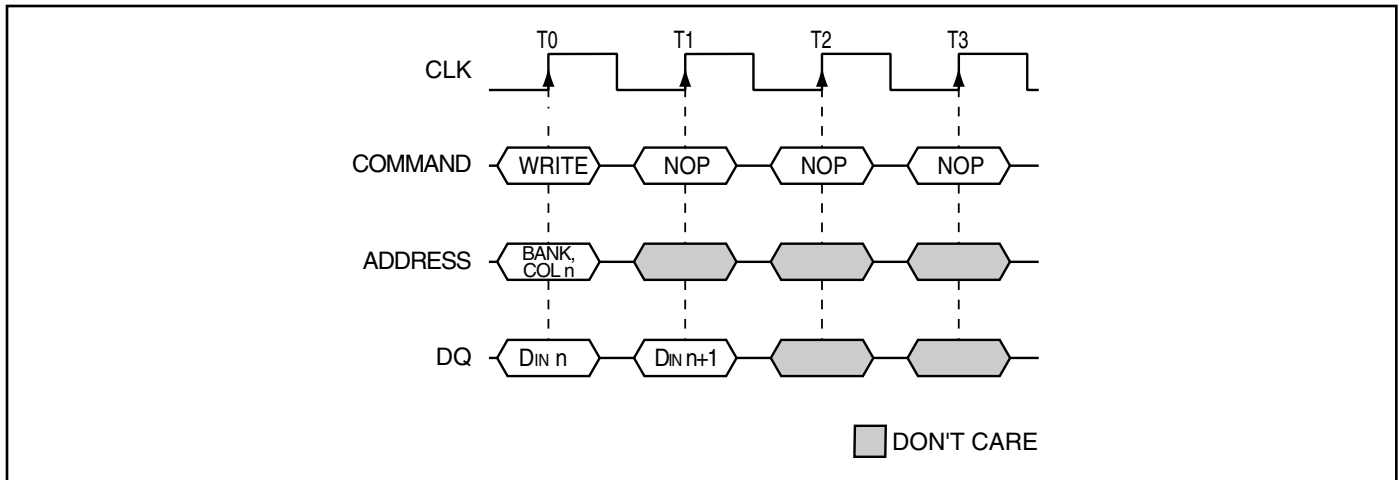 T0 T1 T2 T3
CLK
COMMAND WRITE NOP NOP NOP
ADDRESS BANK,
COL n
DQ DIN n DIN n+1
DON'T CARE